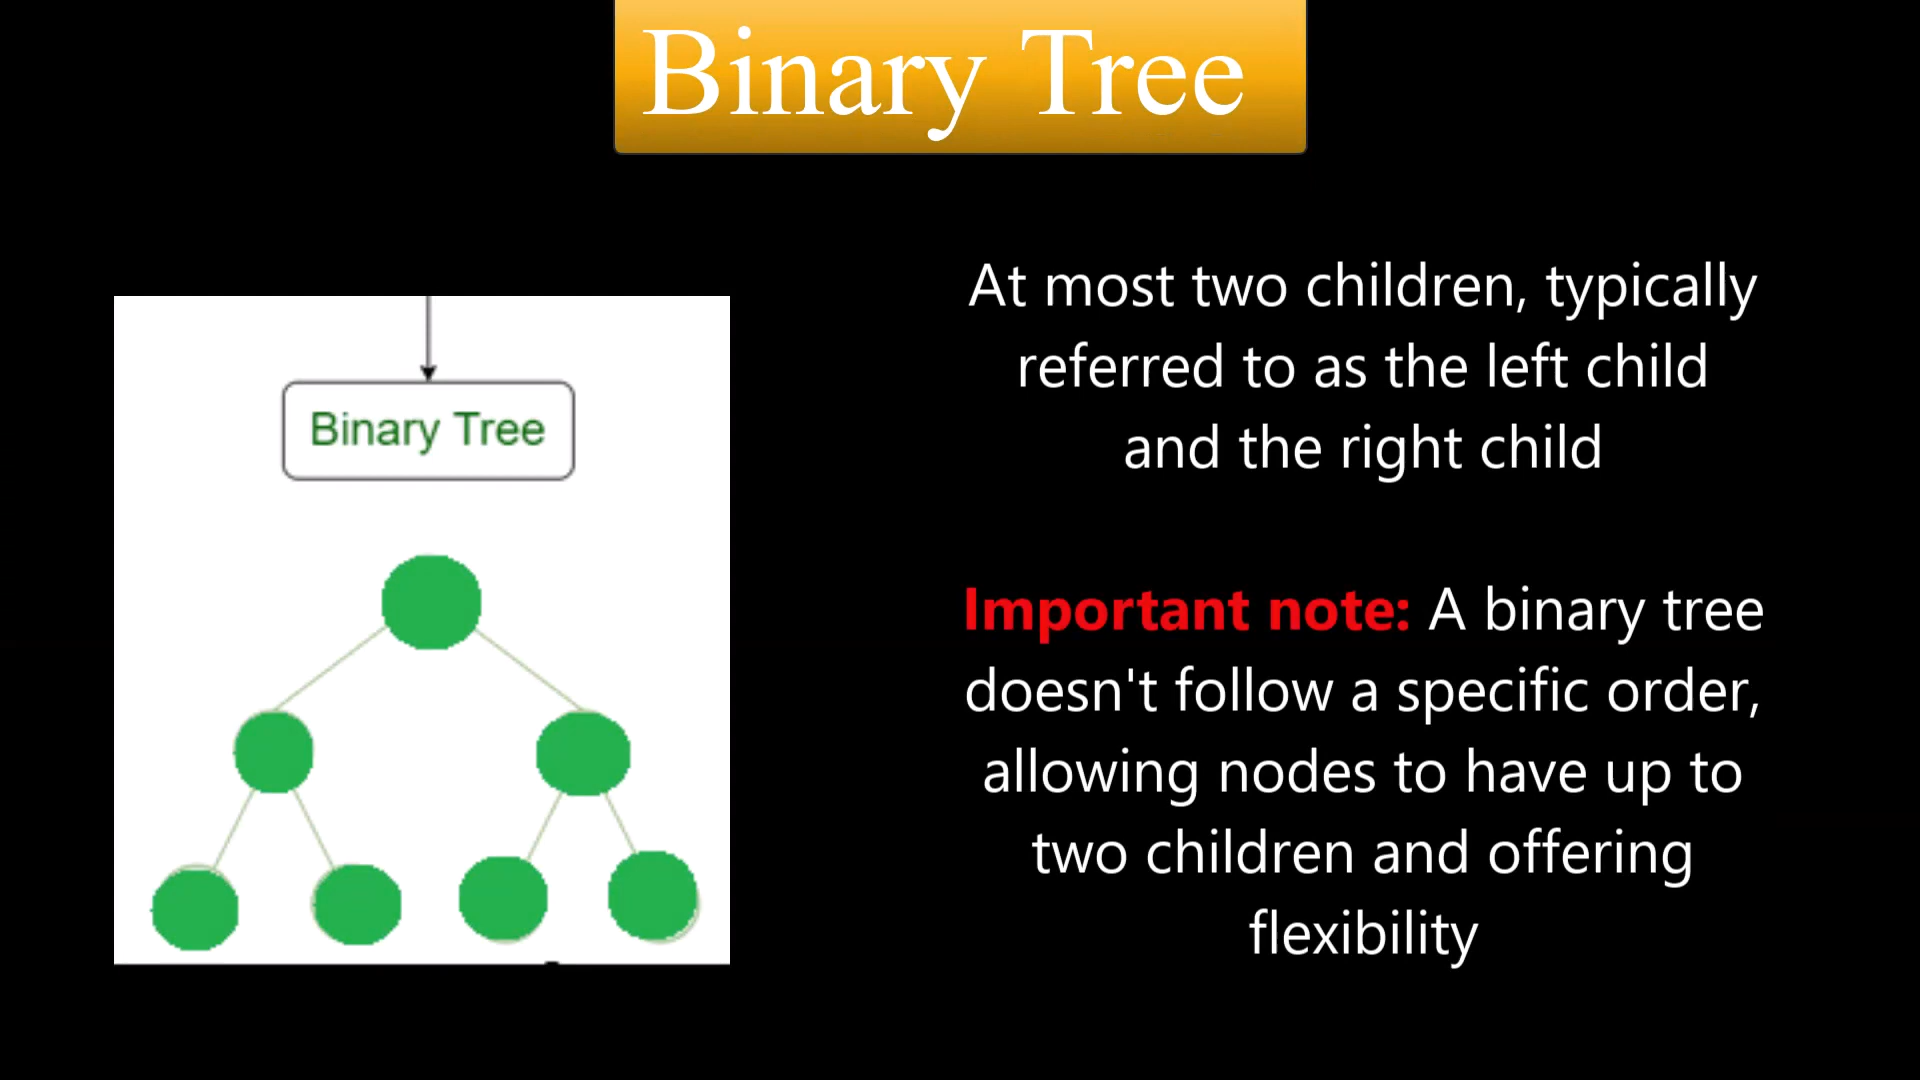 Binary Tree
Binary Tree
At most two children, typically
referred to as the left child
and the right child
Important note: A binary tree
doesn't follow a specific order,
allowing nodes to have up to
two children and offering
flexibility